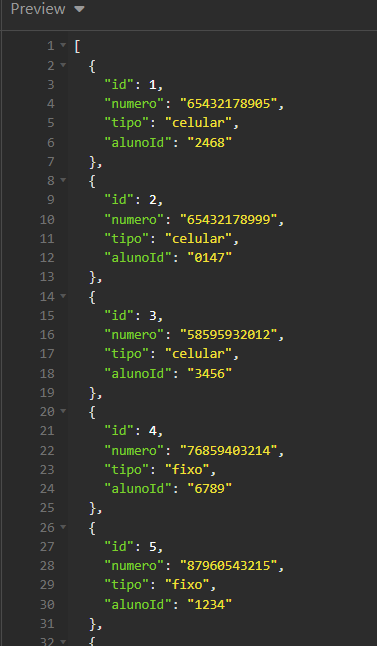 Preview
1 [
2 {
3 "id": 1,
4 "numero": "65432178905",
5 "tipo": "celular",
6 "alunoId": "2468"
7 },
8 {
9 "id": 2,
10 "numero": "65432178999",
11 "tipo": "celular",
12 "alunoId": "0147"
13 },
14 {
15 "id": 3,
16 "numero": "58595932012",
17 "tipo": "celular",
18 "alunoId": "3456"
19 },
20 {
21 "id": 4,
22 "numero": "76859403214",
23 "tipo": "fixo",
24 "alunoId": "6789"
25 },
26 {
27 "id": 5,
28 "numero": "87960543215",
29 "tipo": "fixo",
30 "alunoId": "1234"
31 },
32 {